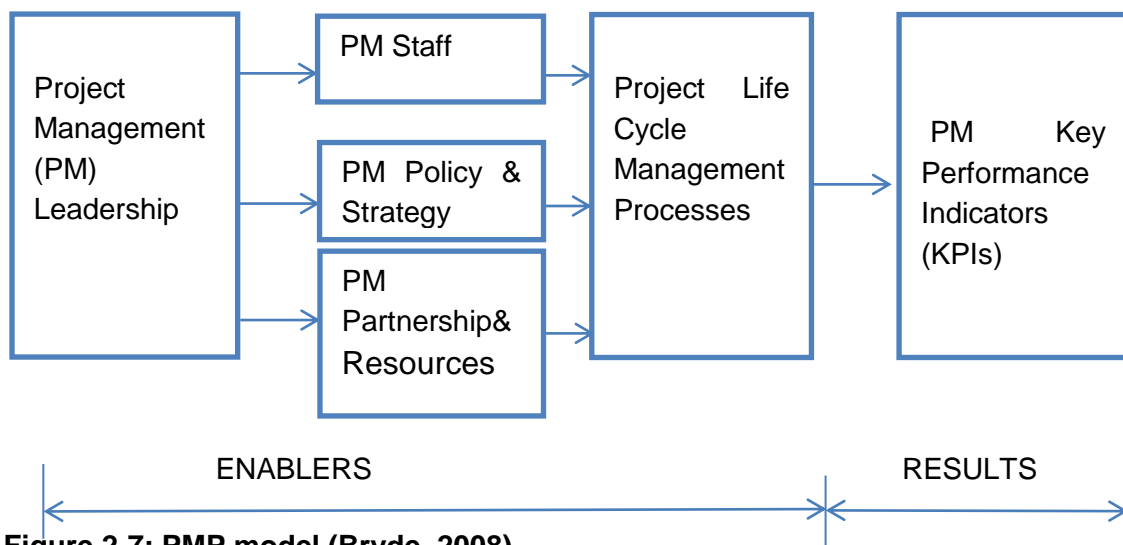 Project
Management
(PM)
Leadership
PM Staff
PM Policy &
Strategy
PM
Partnership&
Resources
Project Life
Cycle
Management
Processes
PM Key
Performance
Indicators
(KPIs)
ENABLERS
RESULTS
Figure 2.7: PMP model (Bryde, 2008)